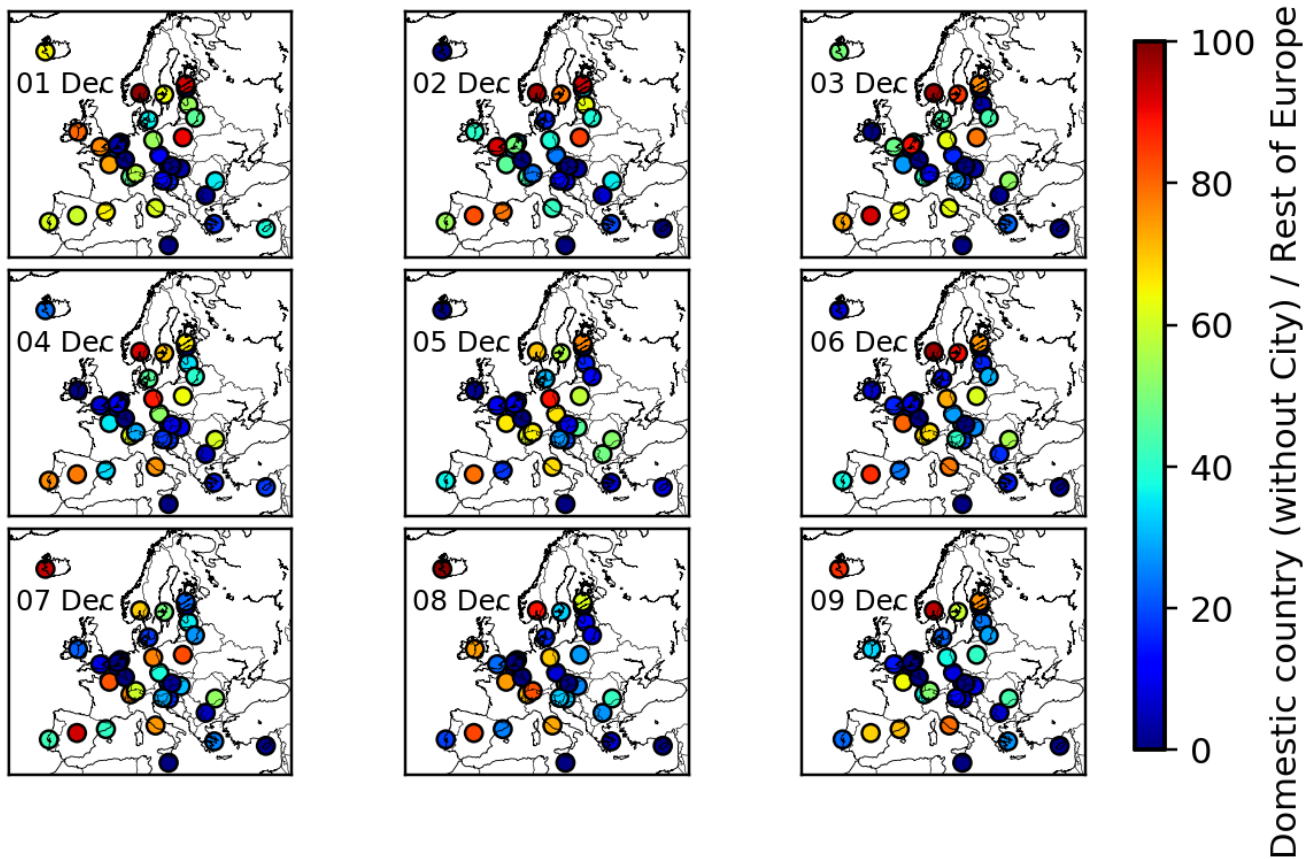 01 Dec
02 Dec
03 Dec
04 Dec
05 Dec
06 Dec
07 Dec
08 Dec
09 Dec
100
80
60
40
20
0
Domestic country (without City) / Rest of Europe